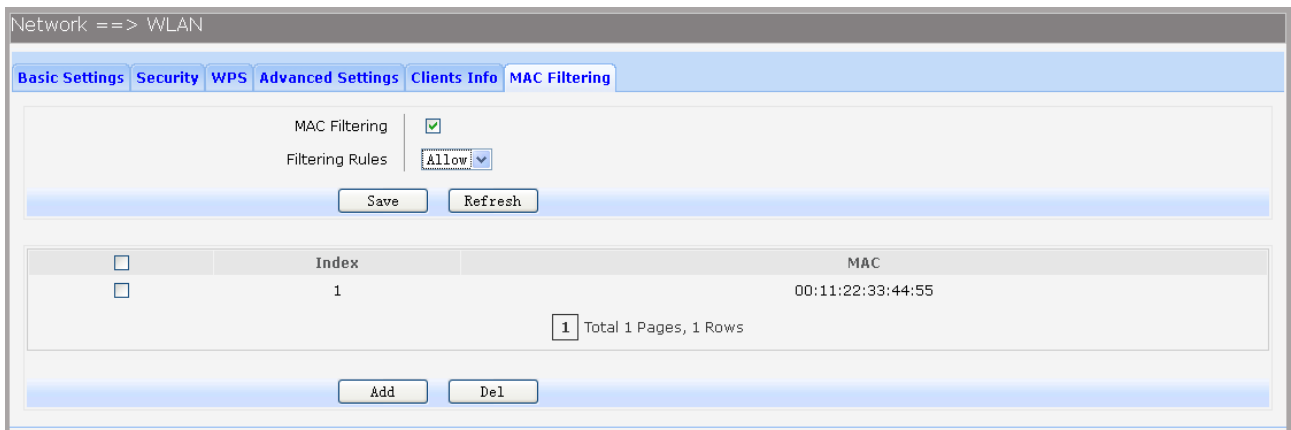 Network ==> WLAN
Basic Settings Security WPS Advanced Settings Clients Info MAC Filtering
MAC Filtering
Filtering Rules Allow
Save Refresh
Index MAC
1 00:11:22:33:44:55
1 Total 1 Pages, 1 Rows
Add Del